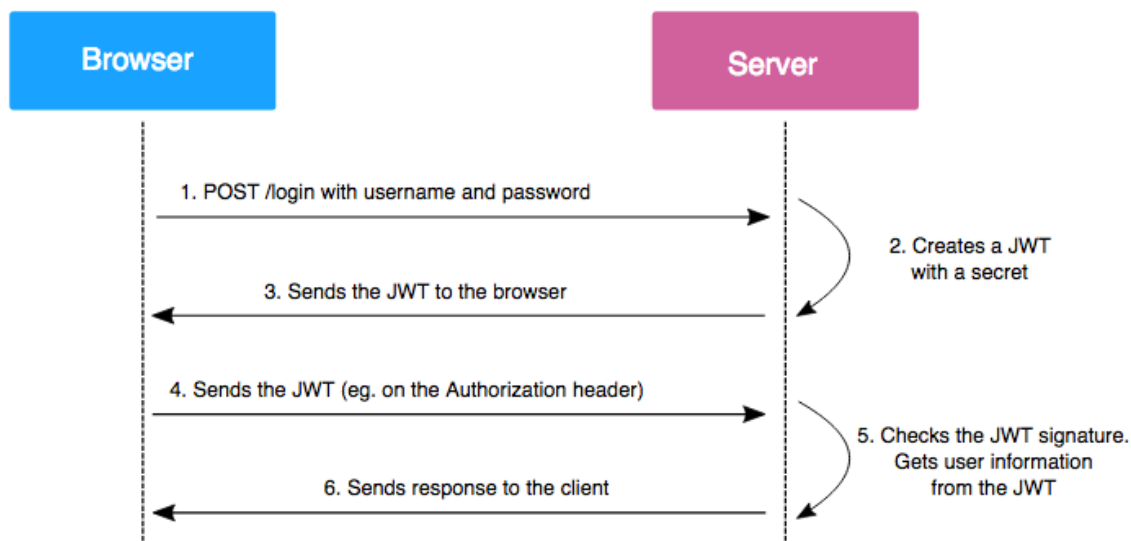 Browser
Server
1. POST /login with username and password
2. Creates a JWT
with a secret
3. Sends the JWT to the browser
4. Sends the JWT (eg. on the Authorization header)
5. Checks the JWT signature.
Gets user information
from the JWT
6. Sends response to the client